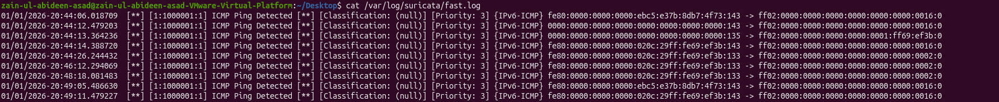 zain-ul-abideen-asad@zain-ul-abideen-asad-VMware-Virtual-Platform:~/Desktop$ cat /var/log/suricata/fast.log
01/01/2026-20:44:06.018709  [**] [1:1000001:1] ICMP Ping Detected [**] [Classification: (null)] [Priority: 3] {IPv6-ICMP} fe80:0000:0000:0000:ebc5:e37b:8db7:4f73:143 -> ff02:0000:0000:0000:0000:0000:0000:0016:0
01/01/2026-20:44:12.479203  [**] [1:1000001:1] ICMP Ping Detected [**] [Classification: (null)] [Priority: 3] {IPv6-ICMP} 0000:0000:0000:0000:0000:0000:0000:0000:143 -> ff02:0000:0000:0000:0000:0000:0000:0016:0
01/01/2026-20:44:13.364236  [**] [1:1000001:1] ICMP Ping Detected [**] [Classification: (null)] [Priority: 3] {IPv6-ICMP} 0000:0000:0000:0000:0000:0000:0000:0000:135 -> ff02:0000:0000:0000:0000:0001:ff69:ef3b:0
01/01/2026-20:44:14.388720  [**] [1:1000001:1] ICMP Ping Detected [**] [Classification: (null)] [Priority: 3] {IPv6-ICMP} fe80:0000:0000:0000:020c:29ff:fe69:ef3b:143 -> ff02:0000:0000:0000:0000:0000:0000:0016:0
01/01/2026-20:44:26.244432  [**] [1:1000001:1] ICMP Ping Detected [**] [Classification: (null)] [Priority: 3] {IPv6-ICMP} fe80:0000:0000:0000:020c:29ff:fe69:ef3b:133 -> ff02:0000:0000:0000:0000:0000:0000:0002:0
01/01/2026-20:46:12.294069  [**] [1:1000001:1] ICMP Ping Detected [**] [Classification: (null)] [Priority: 3] {IPv6-ICMP} fe80:0000:0000:0000:020c:29ff:fe69:ef3b:133 -> ff02:0000:0000:0000:0000:0000:0000:0002:0
01/01/2026-20:48:18.081483  [**] [1:1000001:1] ICMP Ping Detected [**] [Classification: (null)] [Priority: 3] {IPv6-ICMP} fe80:0000:0000:0000:020c:29ff:fe69:ef3b:133 -> ff02:0000:0000:0000:0000:0000:0000:0002:0
01/01/2026-20:49:05.486630  [**] [1:1000001:1] ICMP Ping Detected [**] [Classification: (null)] [Priority: 3] {IPv6-ICMP} fe80:0000:0000:0000:ebc5:e37b:8db7:4f73:143 -> ff02:0000:0000:0000:0000:0000:0000:0016:0
01/01/2026-20:49:11.479227  [**] [1:1000001:1] ICMP Ping Detected [**] [Classification: (null)] [Priority: 3] {IPv6-ICMP} fe80:0000:0000:0000:020c:29ff:fe69:ef3b:143 -> ff02:0000:0000:0000:0000:0000:0000:0016:0